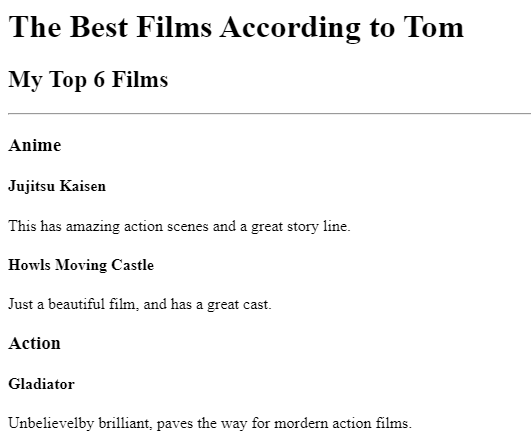 The Best Films According to Tom
My Top 6 Films
Anime
Jujitsu Kaisen
This has amazing action scenes and a great story line.
Howls Moving Castle
Just a beautiful film, and has a great cast.
Action
Gladiator
Unbelievelby brilliant, paves the way for mordern action films.